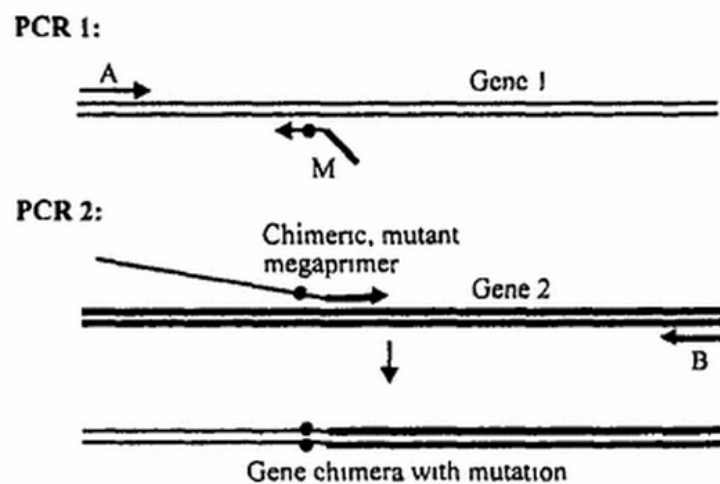 PCR 1:
A
Gene 1
M
PCR 2:
Chimeric, mutant
megaprimer
Gene 2
B
Gene chimera with mutation